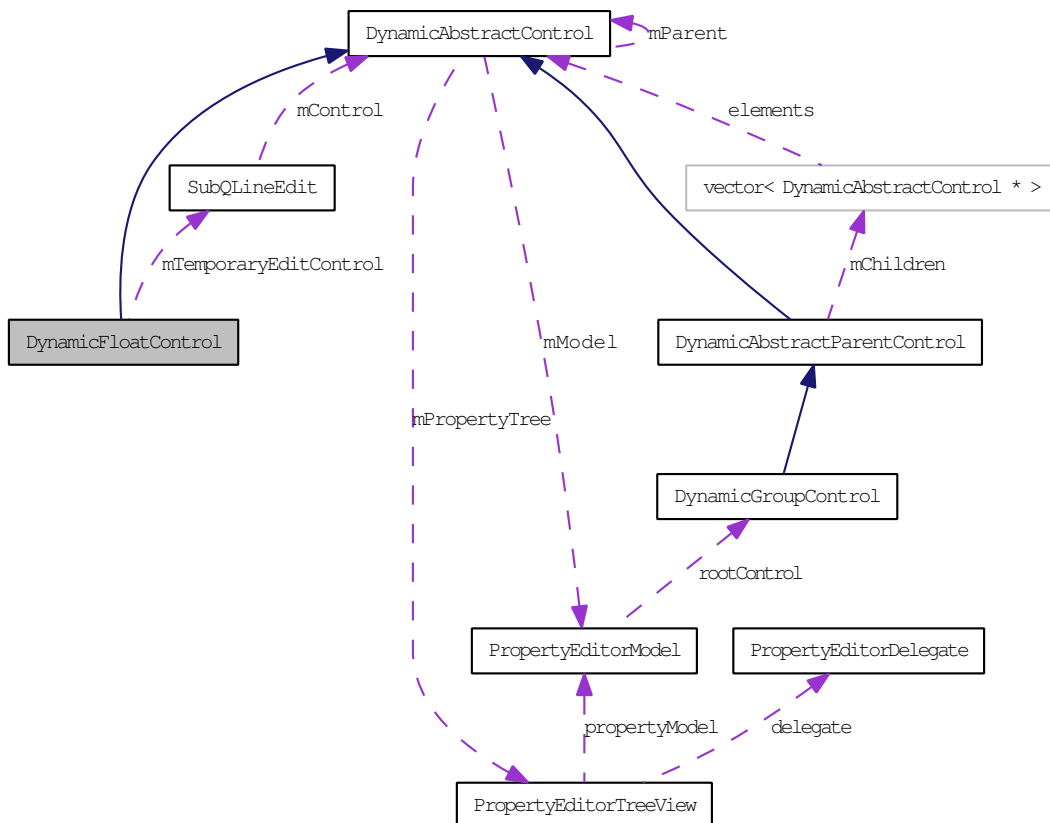 DynamicAbstractControl
mParent
mControl
elements
SubQLineEdit
vector< DynamicAbstractControl * >
mTemporaryEditControl
mChildren
DynamicFloatControl
mModel
DynamicAbstractParentControl
mPropertyTree
DynamicGroupControl
rootControl
PropertyEditorModel
PropertyEditorDelegate
propertyModel
delegate
PropertyEditorTreeView